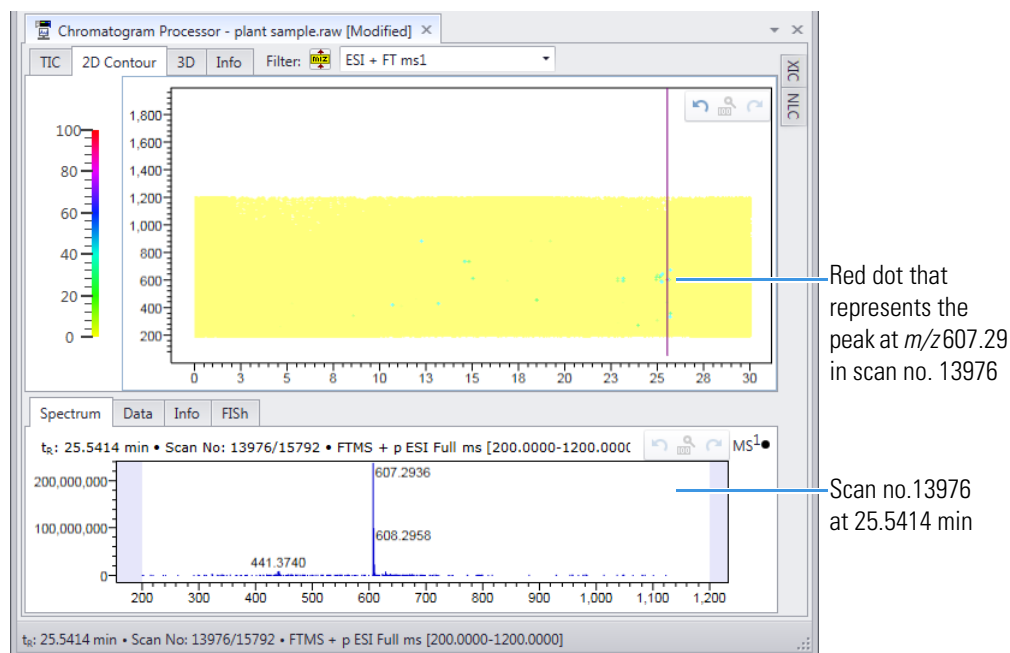 Chromatogram Processor - plant sample.raw [Modified] ×
TIC 2D Contour 3D Info Filter: m/z ESI + FT ms1
XIC
NLC
100
80
60
40
20
0
1,800
1,600
1,400
1,200
1,000
800
600
400
200
0 3 5 8 10 13 15 18 20 23 25 28 30
Red dot that
represents the
peak at m/z 607.29
in scan no. 13976
Spectrum Data Info FISh
tR: 25.5414 min • Scan No: 13976/15792 • FTMS + p ESI Full ms [200.0000-1200.000( MS1●
200,000,000
100,000,000
0
607.2936
608.2958
441.3740
200 300 400 500 600 700 800 900 1,000 1,100 1,200
Scan no.13976
at 25.5414 min
tR: 25.5414 min • Scan No: 13976/15792 • FTMS + p ESI Full ms [200.0000-1200.0000]